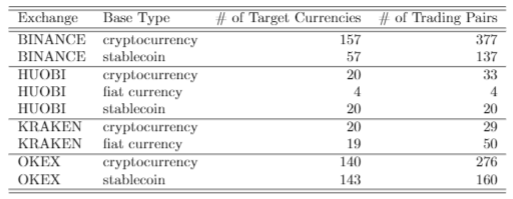 Exchange Base Type # of Target Currencies # of Trading Pairs
BINANCE cryptocurrency 157 377
BINANCE stablecoin 57 137
HUOBI cryptocurrency 20 33
HUOBI fiat currency 4 4
HUOBI stablecoin 20 20
KRAKEN cryptocurrency 20 29
KRAKEN fiat currency 19 50
OKEX cryptocurrency 140 276
OKEX stablecoin 143 160